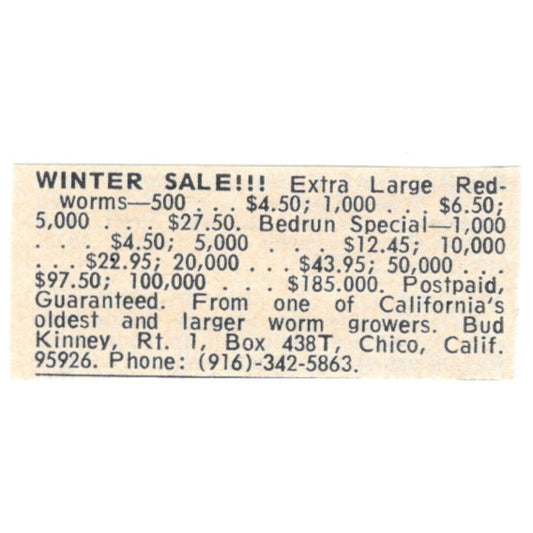 WINTER SALE!!! Extra Large Red-
worms—500 . . . $4.50; 1,000 . . . $6.50;
5,000 . . . $27.50. Bedrun Special—1,000
. . . $4.50; 5,000 . . . $12.45; 10,000
. . . $22.95; 20,000 . . . $43.95; 50,000 . . .
$97.50; 100,000 . . . $185.000. Postpaid,
Guaranteed. From one of California's
oldest and larger worm growers. Bud
Kinney, Rt. 1, Box 438T, Chico, Calif.
95926. Phone: (916)-342-5863.